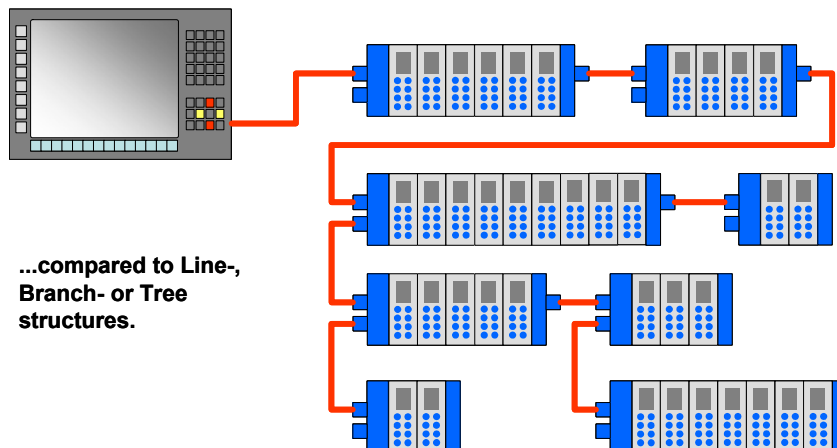 ...compared to Line-,
Branch- or Tree
structures.